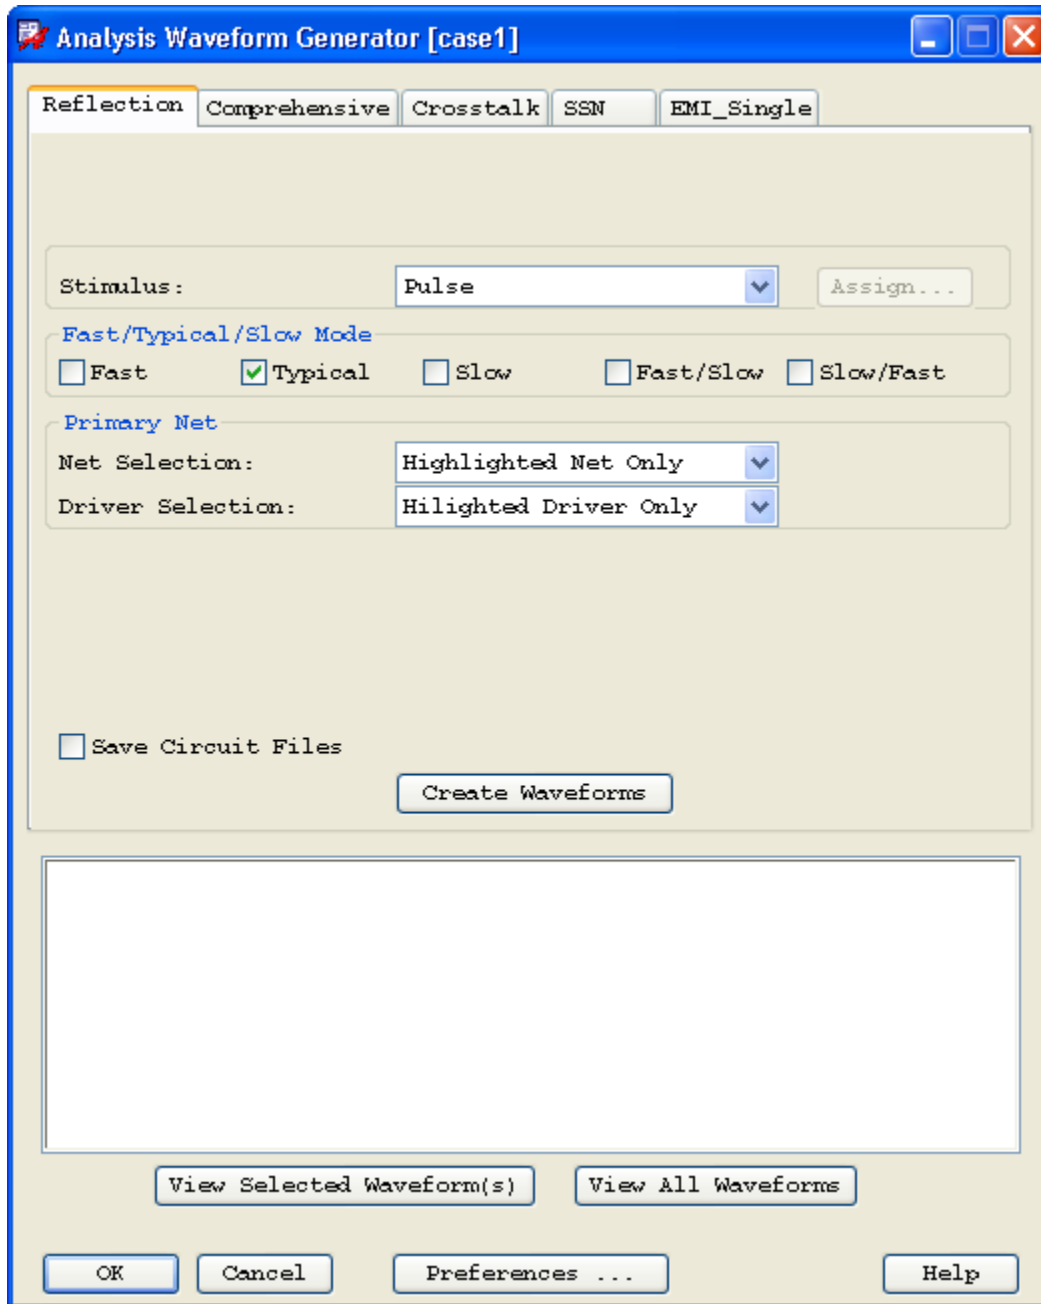 Analysis Waveform Generator [case1]
Reflection Comprehensive Crosstalk SSN EMI_Single
Stimulus: Pulse Assign...
Fast/Typical/Slow Mode
Fast Typical Slow Fast/Slow Slow/Fast
Primary Net
Net Selection: Highlighted Net Only
Driver Selection: Hilighted Driver Only
Save Circuit Files
Create Waveforms
View Selected Waveform(s) View All Waveforms
OK Cancel Preferences ... Help